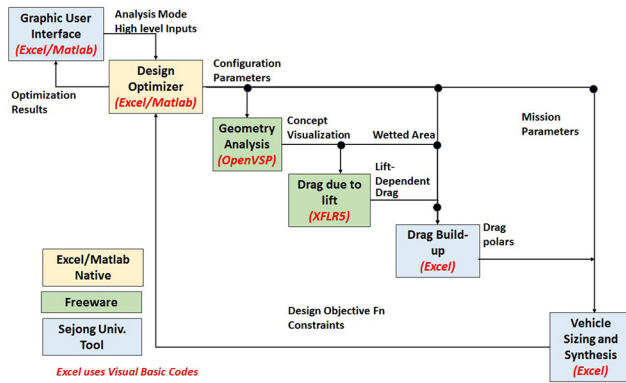 Graphic User
Interface
(Excel/Matlab)
Analysis Mode
High level Inputs
Optimization
Results
Design
Optimizer
(Excel/Matlab)
Configuration
Parameters
Geometry
Analysis
(OpenVSP)
Concept
Visualization
Wetted Area
Mission
Parameters
Drag due to
lift
(XFLR5)
Lift-
Dependent
Drag
Drag Build-
up
(Excel)
Drag
polars
Excel/Matlab
Native
Freeware
Sejong Univ.
Tool
Design Objective Fn
Constraints
Vehicle
Sizing and
Synthesis
(Excel)
Excel uses Visual Basic Codes